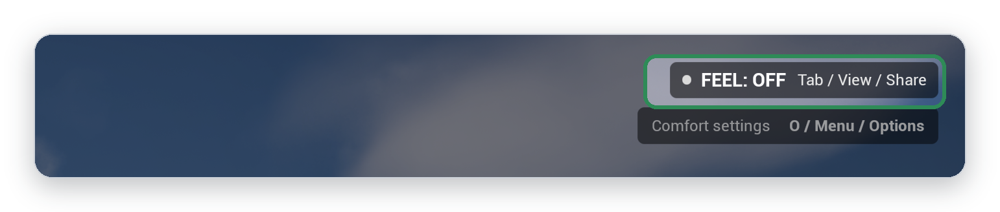 FEEL: OFF Tab / View / Share
Comfort settings O / Menu / Options